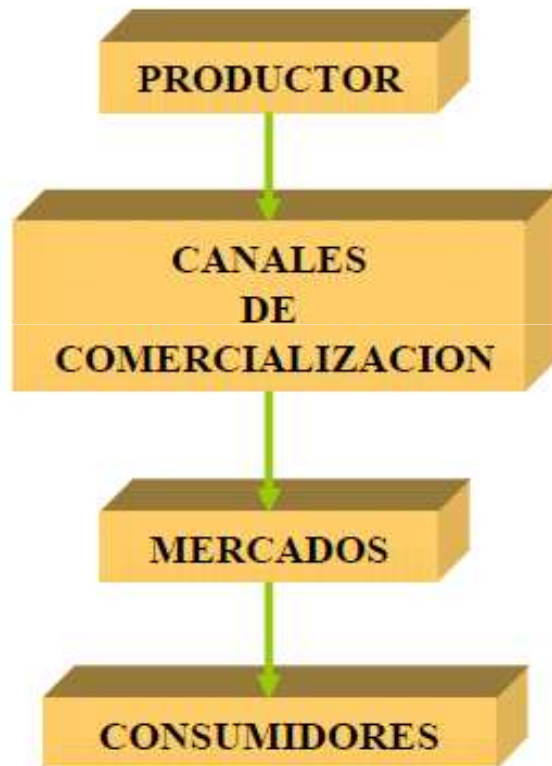 PRODUCTOR
CANALES
DE
COMERCIALIZACION
MERCADOS
CONSUMIDORES